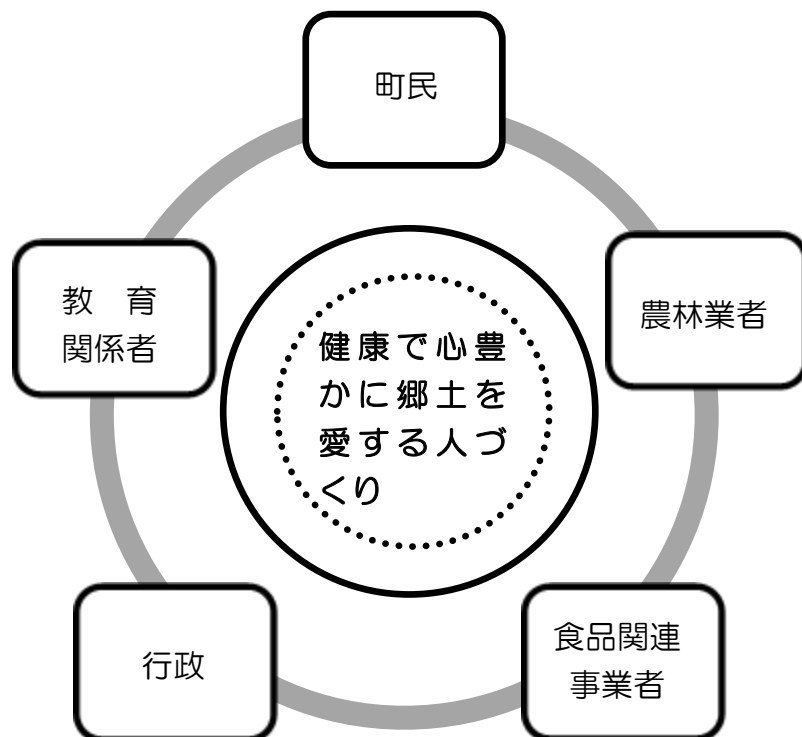 町民
教　育
関係者
農林業者
健康で心豊
かに郷土を
愛する人づ
くり
行政
食品関連
事業者